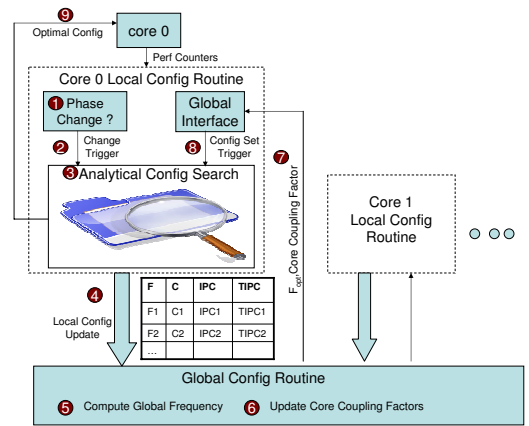 9
Optimal Config
core 0
Perf Counters
Core 0 Local Config Routine
1 Phase
Change ?
Global
Interface
2 Change
Trigger
8 Config Set
Trigger
7
3 Analytical Config Search
F_opt,Core Coupling Factor
Core 1
Local Config
Routine
4
Local Config
Update
F C IPC TIPC
F1 C1 IPC1 TIPC1
F2 C2 IPC2 TIPC2
...
Global Config Routine
5 Compute Global Frequency 6 Update Core Coupling Factors